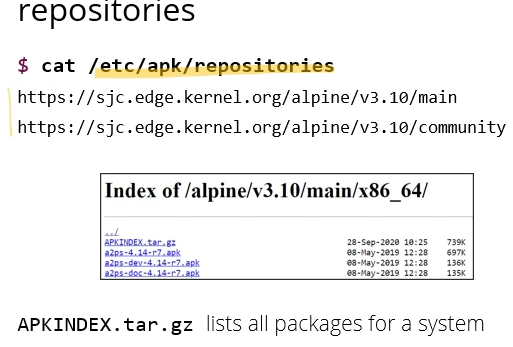 repositories
$ cat /etc/apk/repositories
https://sjc.edge.kernel.org/alpine/v3.10/main
https://sjc.edge.kernel.org/alpine/v3.10/community
Index of /alpine/v3.10/main/x86_64/
../
APKINDEX.tar.gz 28-Sep-2020 10:25 739K
a2ps-4.14-r7.apk 08-May-2019 12:28 697K
a2ps-dev-4.14-r7.apk 08-May-2019 12:28 136K
a2ps-doc-4.14-r7.apk 08-May-2019 12:28 135K
APKINDEX.tar.gz lists all packages for a system